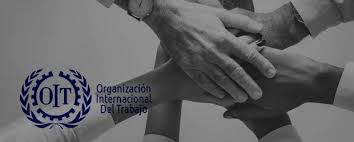 OIT
Organización
Internacional
Del Trabajo